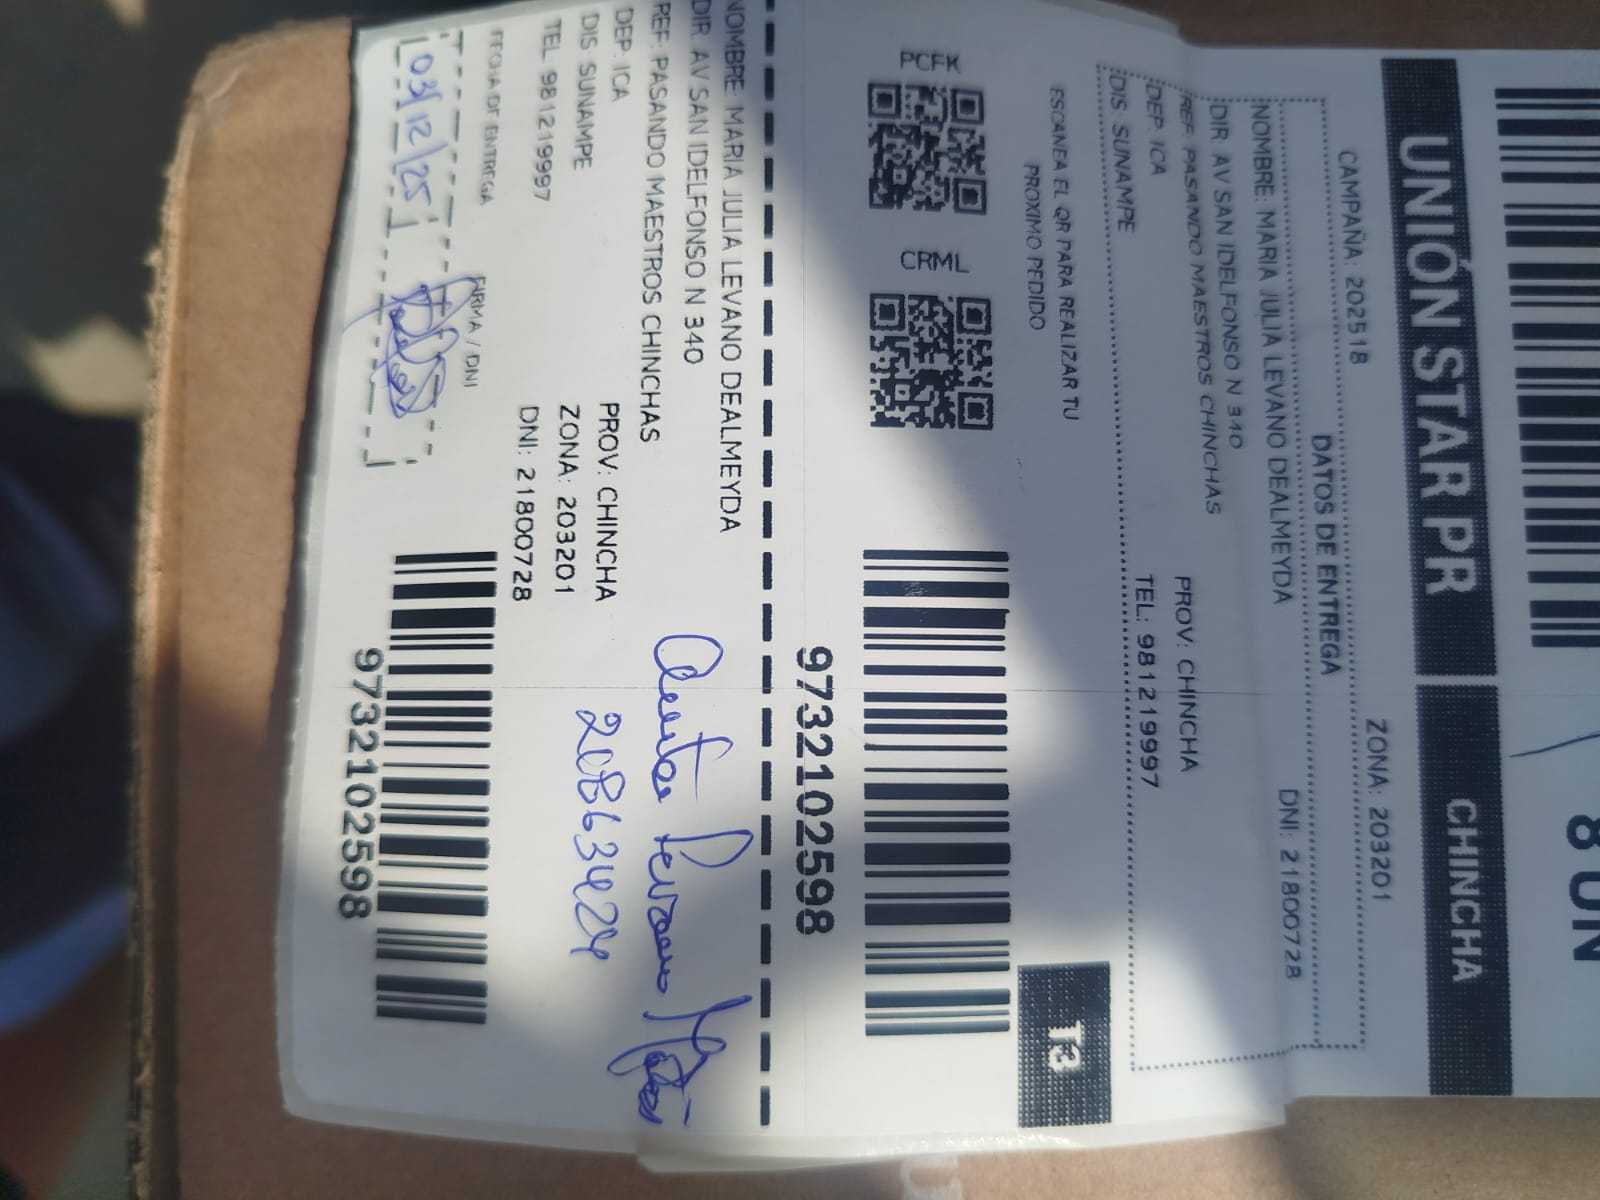 8 UN
UNIÓN STAR PR
CHINCHA
CAMPAÑA: 202518
ZONA: 203201
DATOS DE ENTREGA
NOMBRE: MARIA JULIA LEVANO DEALMEYDA
DNI: 21800728
DIR: AV SAN IDELFONSO N 340
REF: PASANDO MAESTROS CHINCHAS
DEP: ICA
PROV: CHINCHA
DIS: SUNAMPE
TEL: 981219997
ESCANEA EL QR PARA REALIZAR TU
PROXIMO PEDIDO
T3
PCFK
CRML
9732102598
NOMBRE: MARIA JULIA LEVANO DEALMEYDA
DIR: AV SAN IDELFONSO N 340
REF: PASANDO MAESTROS CHINCHAS
DEP: ICA
PROV: CHINCHA
DIS: SUNAMPE
ZONA: 203201
TEL: 981219997
DNI: 21800728
FECHA DE ENTREGA
FIRMA / DNI
03/12/25
9732102598